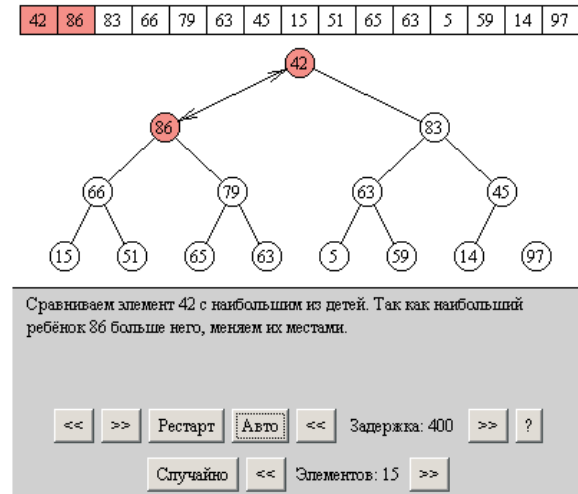 42 86 83 66 79 63 45 15 51 65 63 5 59 14 97
42
86 83
66 79 63 45
15 51 65 63 5 59 14 97
Сравниваем элемент 42 с наибольшим из детей. Так как наибольший
ребёнок 86 больше него, меняем их местами.
<< >> Рестарт Авто << Задержка: 400 >> ?
Случайно << Элементов: 15 >>